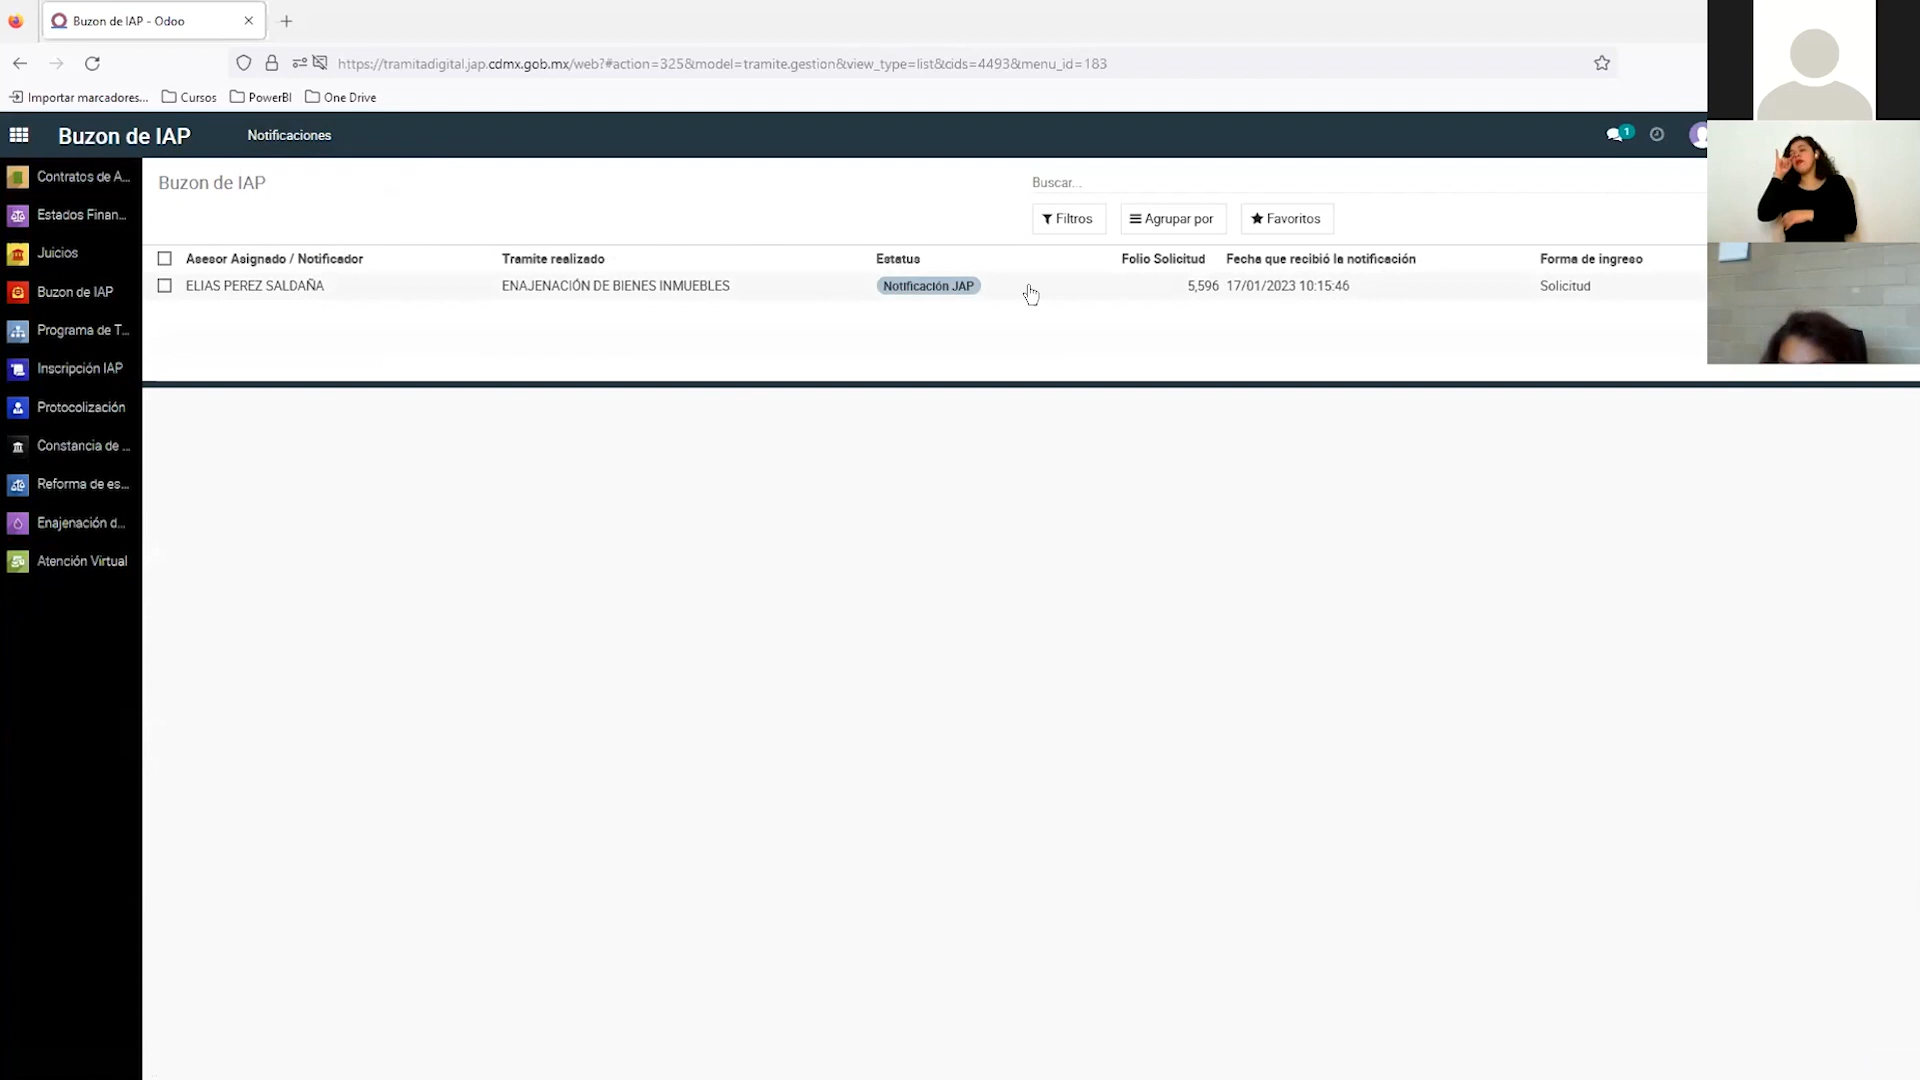 Buzon de IAP - Odoo
https://tramitadigital.jap.cdmx.gob.mx/web?#action=325&model=tramite.gestion&view_type=list&cids=4493&menu_id=183
Importar marcadores... Cursos PowerBI One Drive
Buzon de IAP Notificaciones 1
Contratos de A...
Estados Finan...
Juicios
Buzon de IAP
Programa de T...
Inscripción IAP
Protocolización
Constancia de ...
Reforma de es...
Enajenación d...
Atención Virtual
Buzon de IAP
Buscar...
Filtros Agrupar por Favoritos
Asesor Asignado / Notificador Tramite realizado Estatus Folio Solicitud Fecha que recibió la notificación Forma de ingreso
ELIAS PEREZ SALDAÑA ENAJENACIÓN DE BIENES INMUEBLES Notificación JAP 5,596 17/01/2023 10:15:46 Solicitud